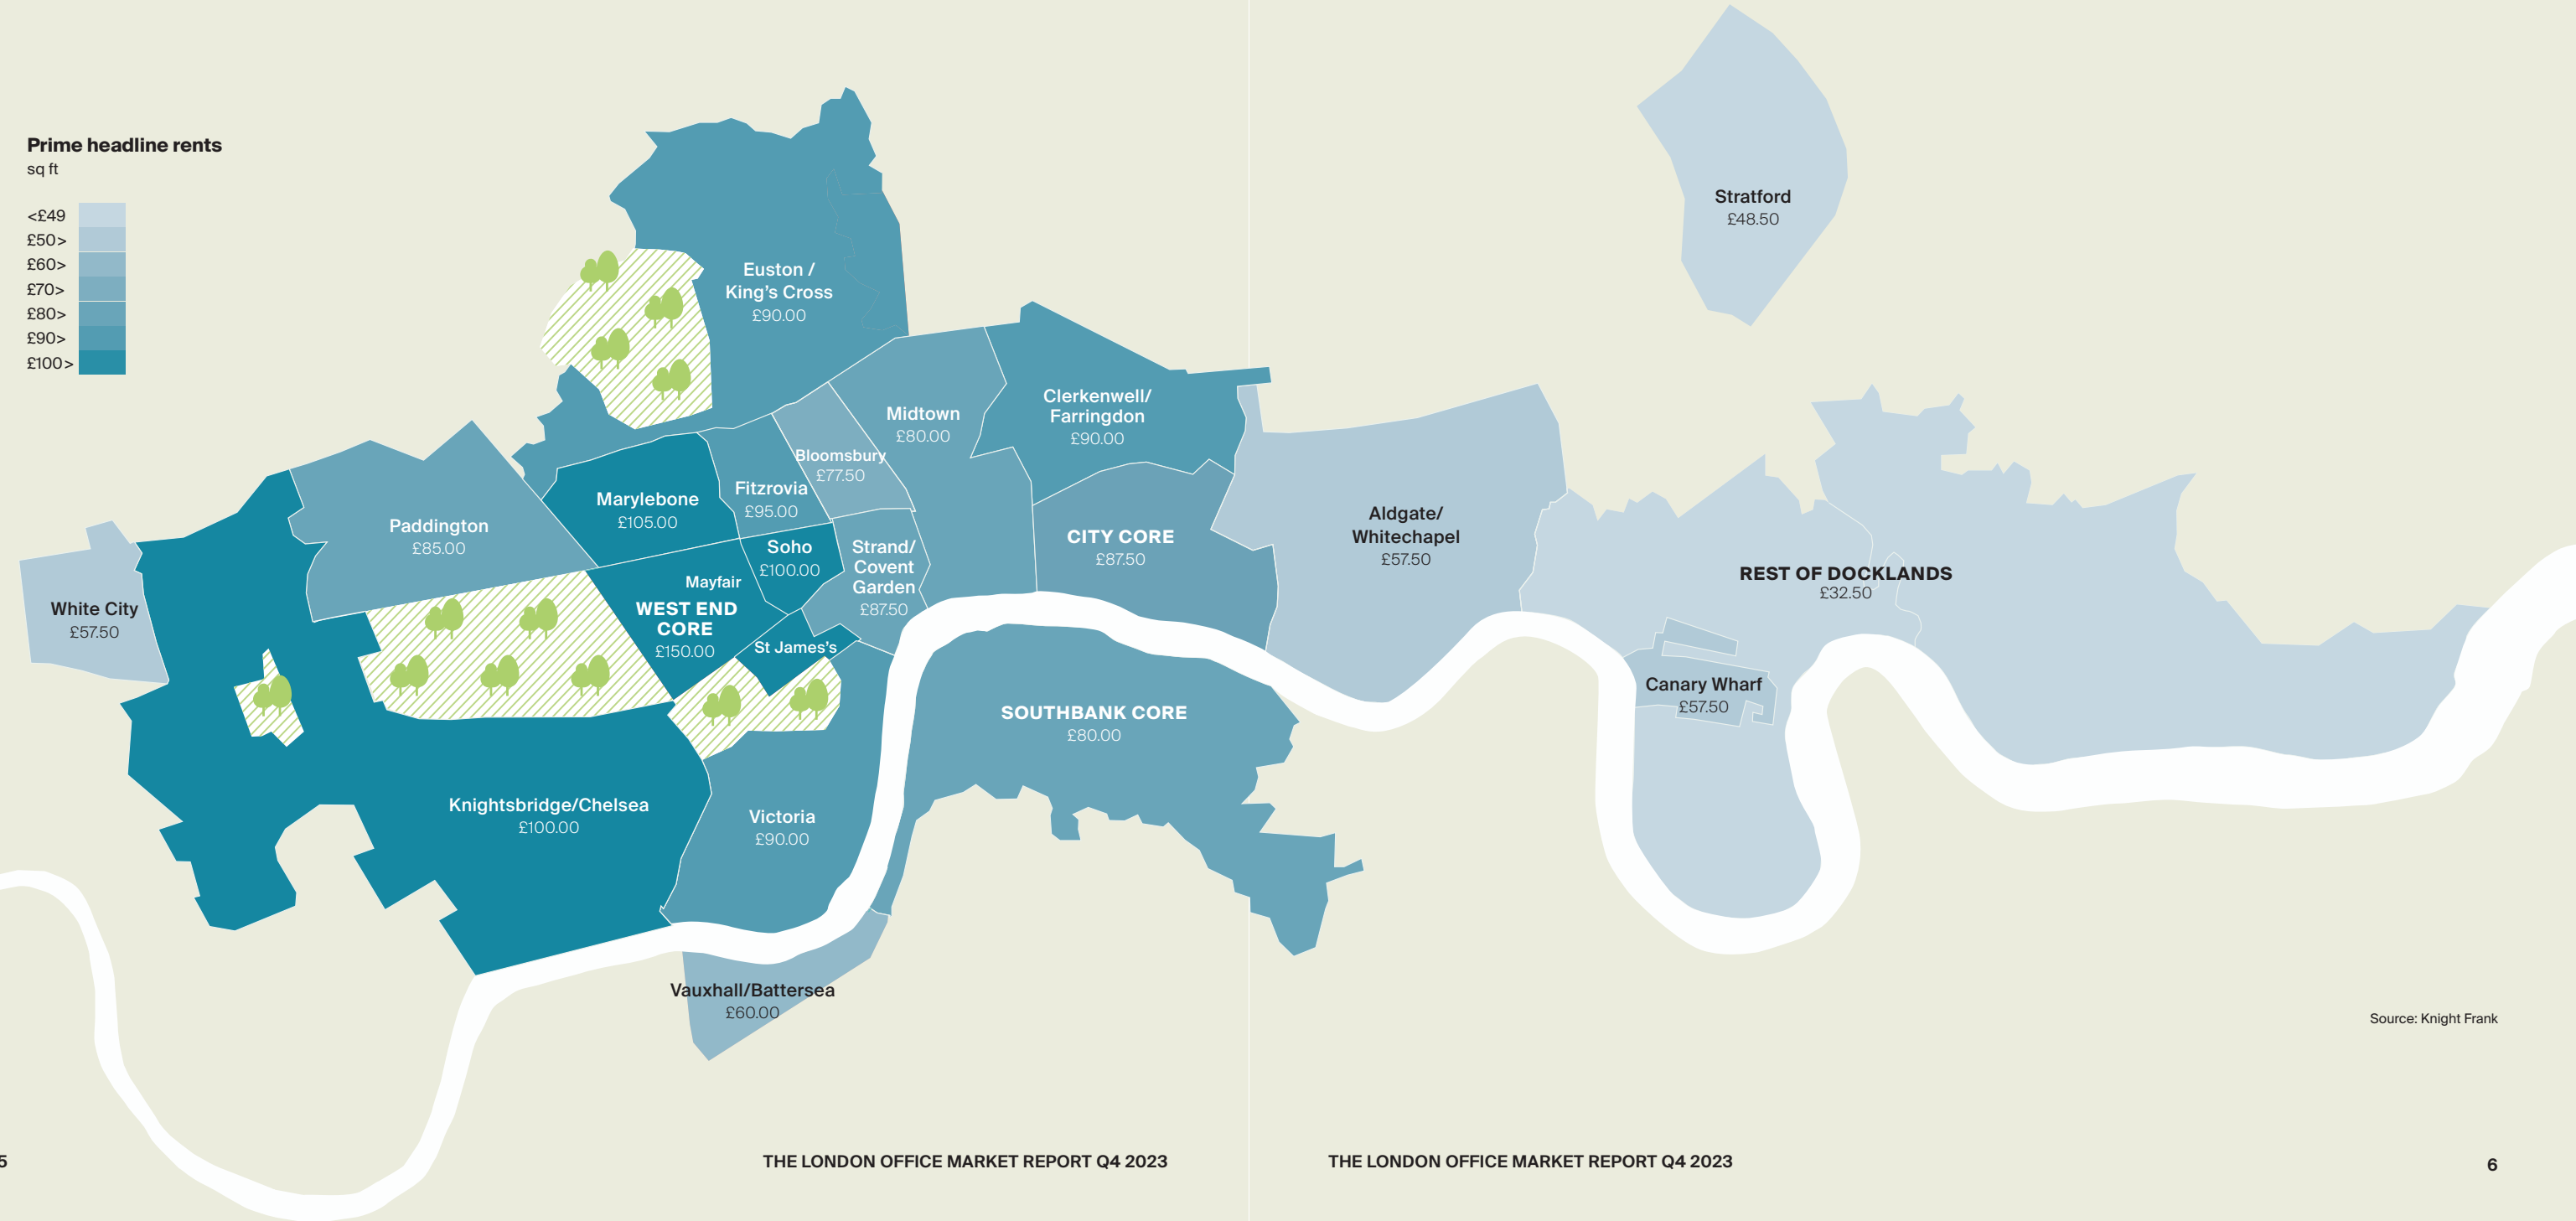 Prime headline rents
sq ft
<£49
£50>
£60>
£70>
£80>
£90>
£100>
Stratford
£48.50
Euston /
King's Cross
£90.00
Clerkenwell/
Farringdon
£90.00
Midtown
£80.00
Bloomsbury
£77.50
Fitzrovia
£95.00
Marylebone
£105.00
Paddington
£85.00
White City
£57.50
Soho
£100.00
Strand/
Covent
Garden
£87.50
Mayfair
WEST END
CORE
£150.00
St James's
CITY CORE
£87.50
Aldgate/
Whitechapel
£57.50
REST OF DOCKLANDS
£32.50
Canary Wharf
£57.50
SOUTHBANK CORE
£80.00
Knightsbridge/Chelsea
£100.00
Victoria
£90.00
Vauxhall/Battersea
£60.00
Source: Knight Frank
5
THE LONDON OFFICE MARKET REPORT Q4 2023
THE LONDON OFFICE MARKET REPORT Q4 2023
6